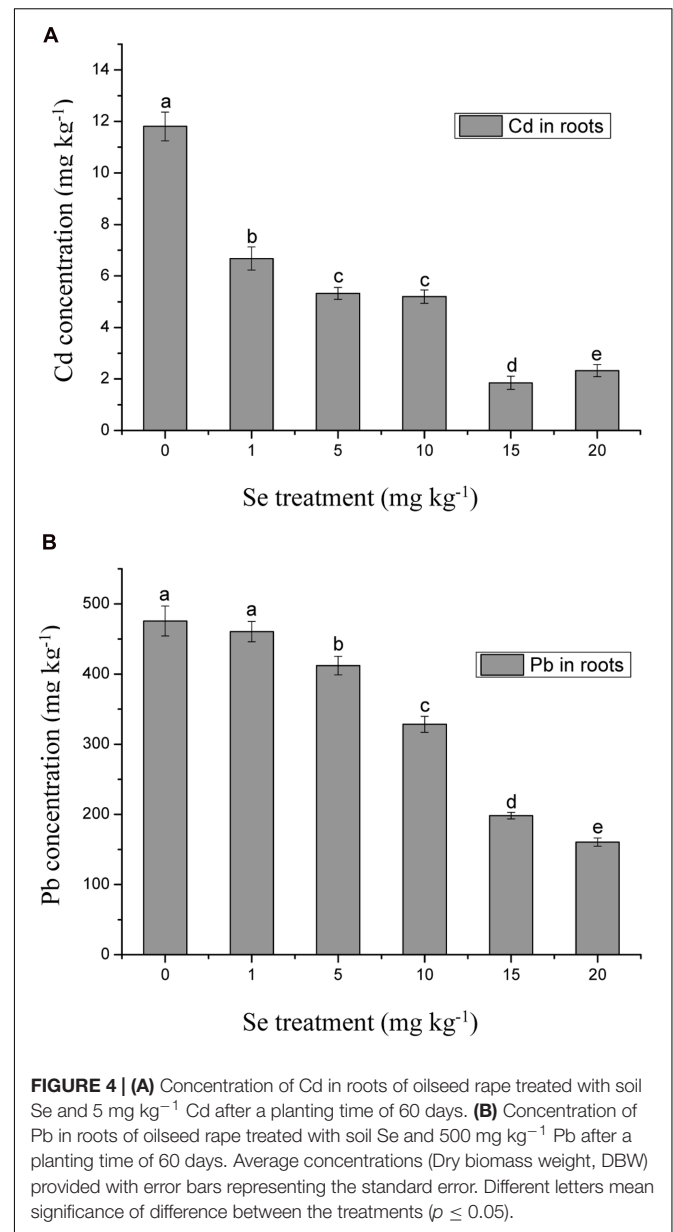 A
Cd concentration (mg kg⁻¹)
14
12
10
8
6
4
2
0
a
b
c
c
d
e
Cd in roots
0 1 5 10 15 20
Se treatment (mg kg⁻¹)
B
Pb concentration (mg kg⁻¹)
500
400
300
200
100
0
a
a
b
c
d
e
Pb in roots
0 1 5 10 15 20
Se treatment (mg kg⁻¹)
FIGURE 4 | (A) Concentration of Cd in roots of oilseed rape treated with soil
Se and 5 mg kg⁻¹ Cd after a planting time of 60 days. (B) Concentration of
Pb in roots of oilseed rape treated with soil Se and 500 mg kg⁻¹ Pb after a
planting time of 60 days. Average concentrations (Dry biomass weight, DBW)
provided with error bars representing the standard error. Different letters mean
significance of difference between the treatments (p ≤ 0.05).